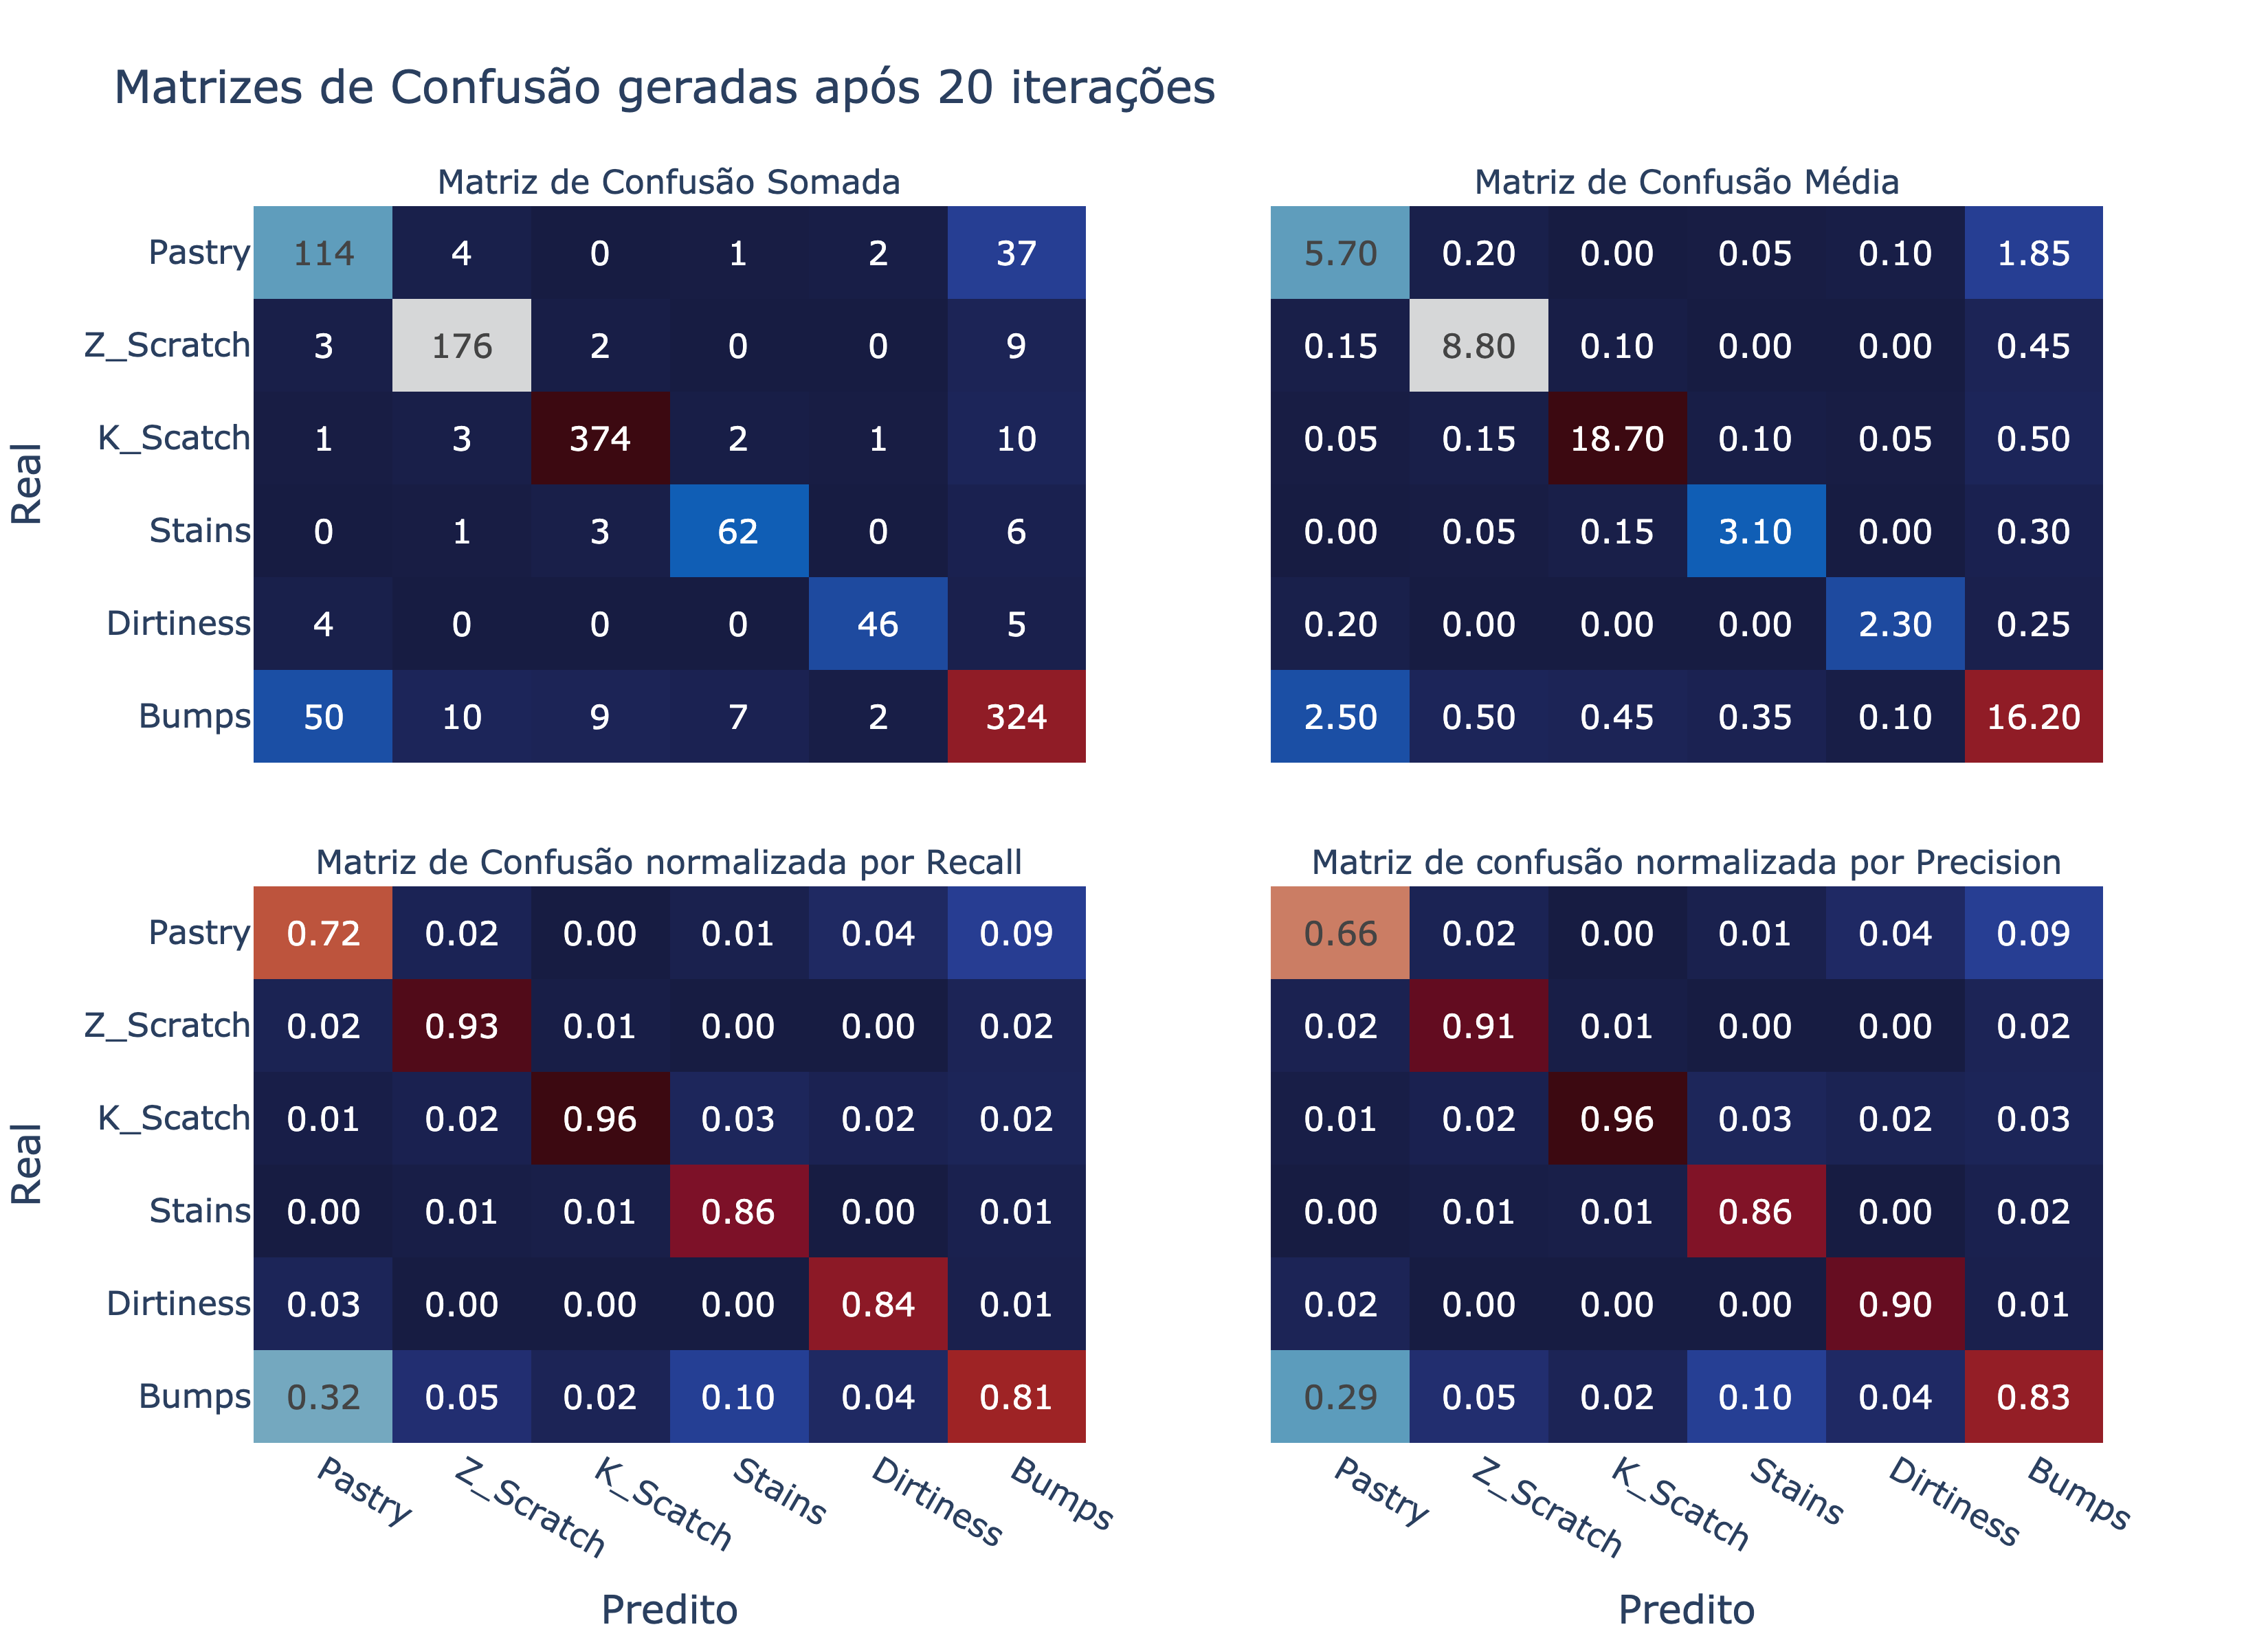 Matrizes de Confusão geradas após 20 iterações
Matriz de Confusão Somada
Real
Pastry 114 4 0 1 2 37
Z_Scratch 3 176 2 0 0 9
K_Scatch 1 3 374 2 1 10
Stains 0 1 3 62 0 6
Dirtiness 4 0 0 0 46 5
Bumps 50 10 9 7 2 324
Matriz de Confusão Média
5.70 0.20 0.00 0.05 0.10 1.85
0.15 8.80 0.10 0.00 0.00 0.45
0.05 0.15 18.70 0.10 0.05 0.50
0.00 0.05 0.15 3.10 0.00 0.30
0.20 0.00 0.00 0.00 2.30 0.25
2.50 0.50 0.45 0.35 0.10 16.20
Matriz de Confusão normalizada por Recall
Real
Pastry 0.72 0.02 0.00 0.01 0.04 0.09
Z_Scratch 0.02 0.93 0.01 0.00 0.00 0.02
K_Scatch 0.01 0.02 0.96 0.03 0.02 0.02
Stains 0.00 0.01 0.01 0.86 0.00 0.01
Dirtiness 0.03 0.00 0.00 0.00 0.84 0.01
Bumps 0.32 0.05 0.02 0.10 0.04 0.81
Pastry Z_Scratch K_Scatch Stains Dirtiness Bumps
Predito
Matriz de confusão normalizada por Precision
0.66 0.02 0.00 0.01 0.04 0.09
0.02 0.91 0.01 0.00 0.00 0.02
0.01 0.02 0.96 0.03 0.02 0.03
0.00 0.01 0.01 0.86 0.00 0.02
0.02 0.00 0.00 0.00 0.90 0.01
0.29 0.05 0.02 0.10 0.04 0.83
Pastry Z_Scratch K_Scatch Stains Dirtiness Bumps
Predito